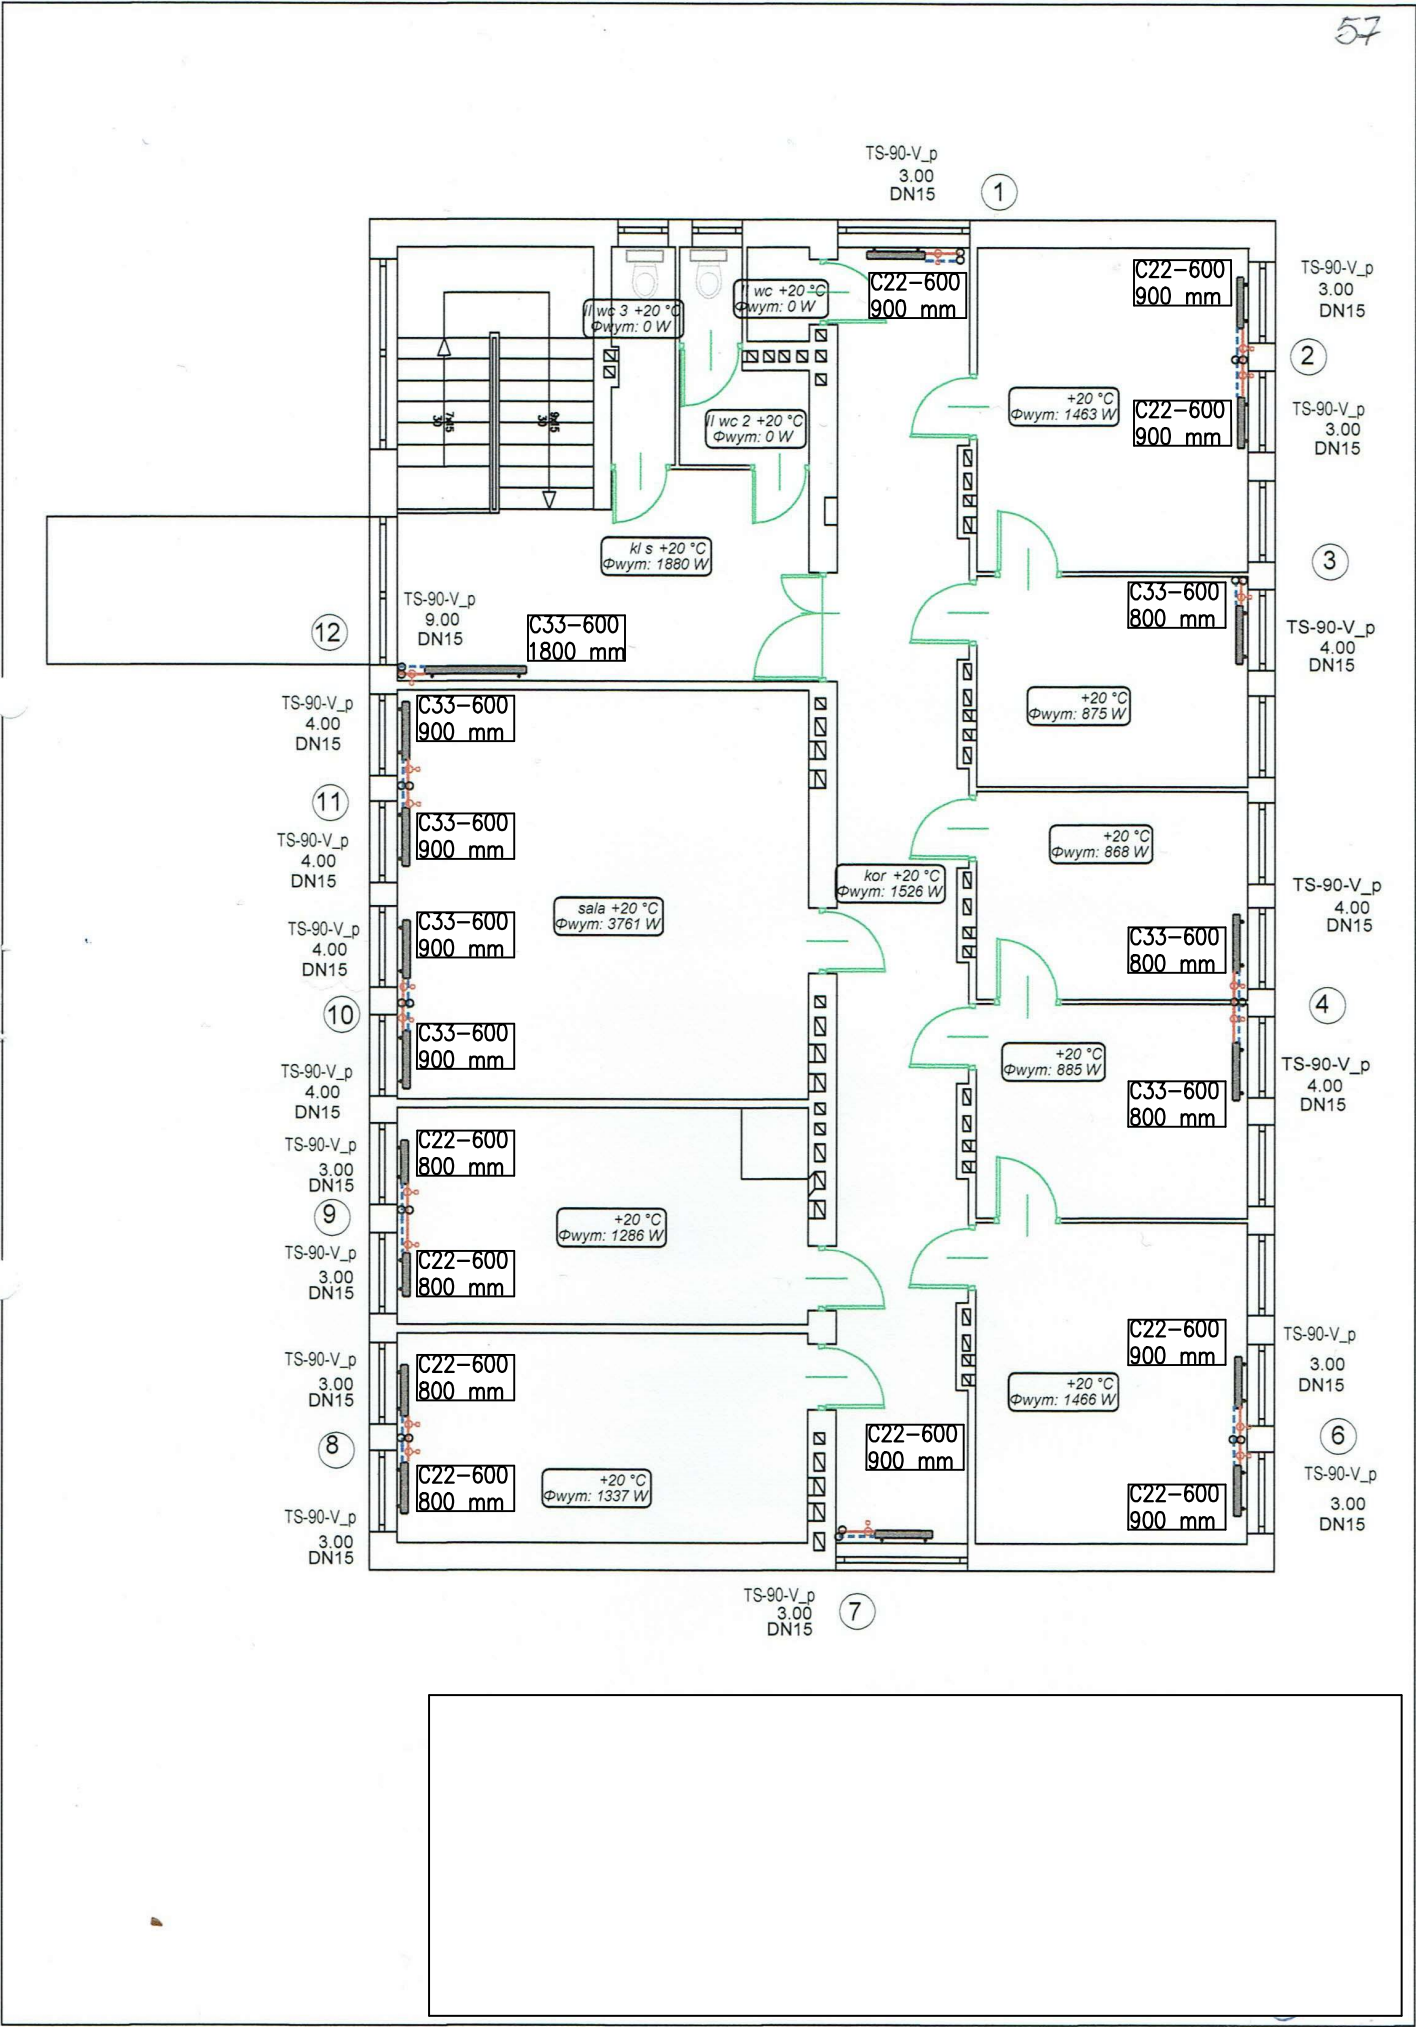 57
TS-90-V_p
3.00
DN15
1
C22-600
900 mm
ll wc 3 +20 °C
Φwym: 0 W
ll wc +20 °C
Φwym: 0 W
ll wc 2 +20 °C
Φwym: 0 W
7x15
30
9x15
30
C22-600
900 mm
TS-90-V_p
3.00
DN15
2
+20 °C
Φwym: 1463 W
C22-600
900 mm
TS-90-V_p
3.00
DN15
kl s +20 °C
Φwym: 1880 W
3
C33-600
800 mm
TS-90-V_p
4.00
DN15
12
TS-90-V_p
9.00
DN15
C33-600
1800 mm
+20 °C
Φwym: 875 W
TS-90-V_p
4.00
DN15
C33-600
900 mm
11
TS-90-V_p
4.00
DN15
C33-600
900 mm
+20 °C
Φwym: 868 W
kor +20 °C
Φwym: 1526 W
sala +20 °C
Φwym: 3761 W
TS-90-V_p
4.00
DN15
C33-600
900 mm
C33-600
800 mm
TS-90-V_p
4.00
DN15
10
C33-600
900 mm
4
+20 °C
Φwym: 885 W
TS-90-V_p
4.00
DN15
C33-600
800 mm
TS-90-V_p
4.00
DN15
TS-90-V_p
3.00
DN15
C22-600
800 mm
9
+20 °C
Φwym: 1286 W
TS-90-V_p
3.00
DN15
C22-600
800 mm
C22-600
900 mm
TS-90-V_p
3.00
DN15
TS-90-V_p
3.00
DN15
C22-600
800 mm
+20 °C
Φwym: 1466 W
8
C22-600
900 mm
6
C22-600
800 mm
+20 °C
Φwym: 1337 W
C22-600
900 mm
TS-90-V_p
3.00
DN15
TS-90-V_p
3.00
DN15
TS-90-V_p
3.00
DN15
7